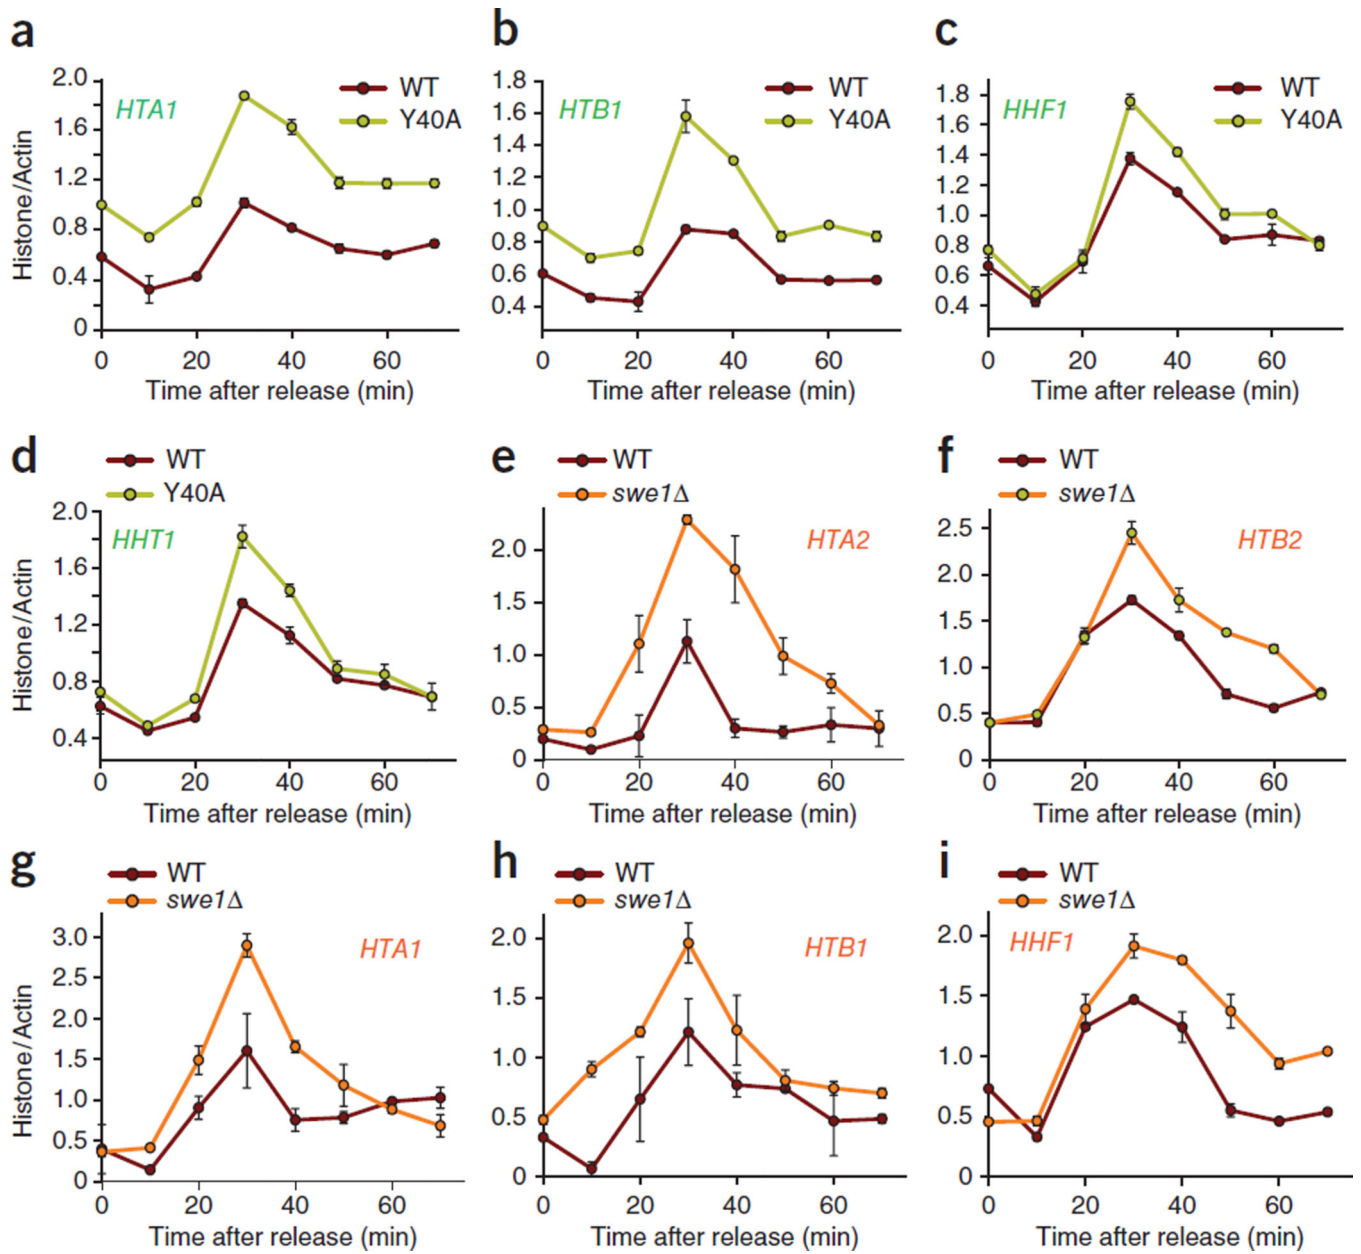 a
b
c
2.0
1.6
1.2
0.8
0.4
0
Histone/Actin
HTA1
WT
Y40A
0 20 40 60
Time after release (min)
1.8
1.6
1.4
1.2
1.0
0.8
0.6
0.4
HTB1
WT
Y40A
0 20 40 60
Time after release (min)
1.8
1.6
1.4
1.2
1.0
0.8
0.6
0.4
HHF1
WT
Y40A
0 20 40 60
Time after release (min)
d
WT
Y40A
HHT1
2.0
1.6
1.2
0.8
0.4
Histone/Actin
0 20 40 60
Time after release (min)
e
WT
swe1Δ
HTA2
2.0
1.5
1.0
0.5
0
0 20 40 60
Time after release (min)
f
WT
swe1Δ
HTB2
2.5
2.0
1.5
1.0
0.5
0
0 20 40 60
Time after release (min)
g
WT
swe1Δ
HTA1
3.0
2.5
2.0
1.5
1.0
0.5
0
Histone/Actin
0 20 40 60
Time after release (min)
h
WT
swe1Δ
HTB1
2.0
1.5
1.0
0.5
0
0 20 40 60
Time after release (min)
i
WT
swe1Δ
HHF1
2.0
1.5
1.0
0.5
0
0 20 40 60
Time after release (min)